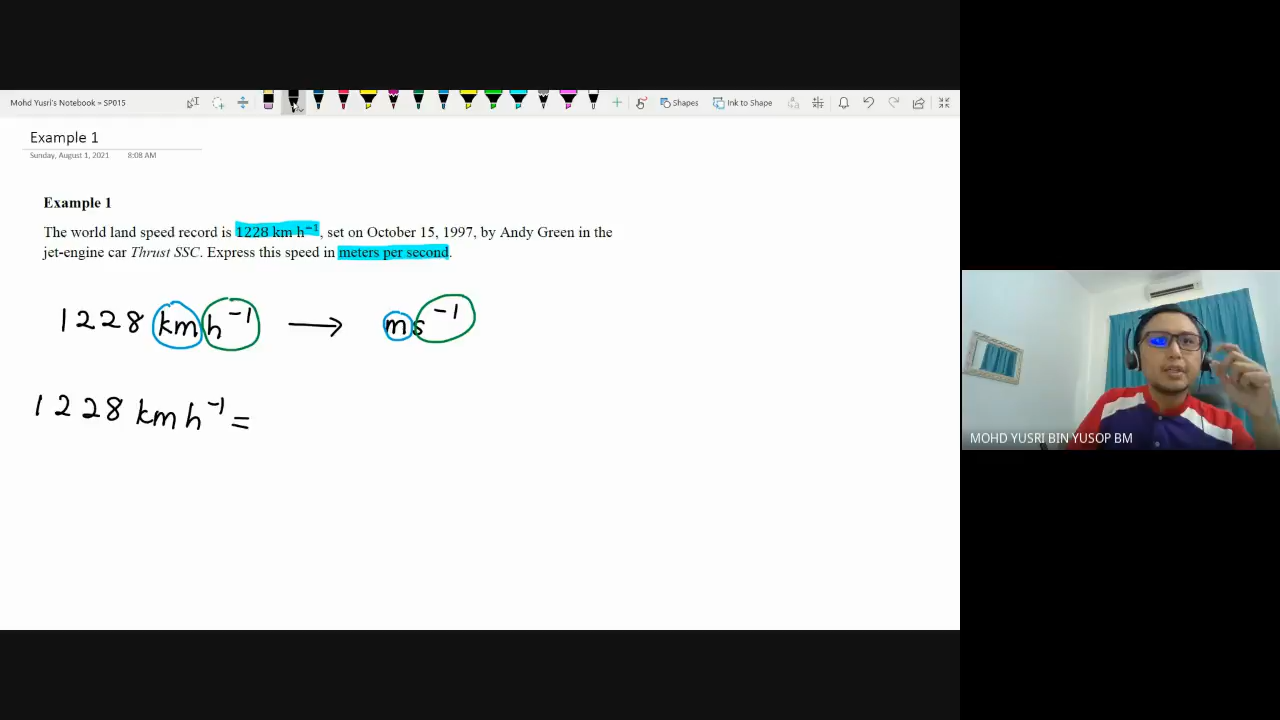 Mohd Yusri's Notebook » SP015
Shapes
Ink to Shape
Example 1
Sunday, August 1, 2021 8:08 AM
Example 1
The world land speed record is 1228 km h⁻¹, set on October 15, 1997, by Andy Green in the
jet-engine car Thrust SSC. Express this speed in meters per second.
1228 km h⁻¹ → m s⁻¹
1228 km h⁻¹ =
MOHD YUSRI BIN YUSOP BM